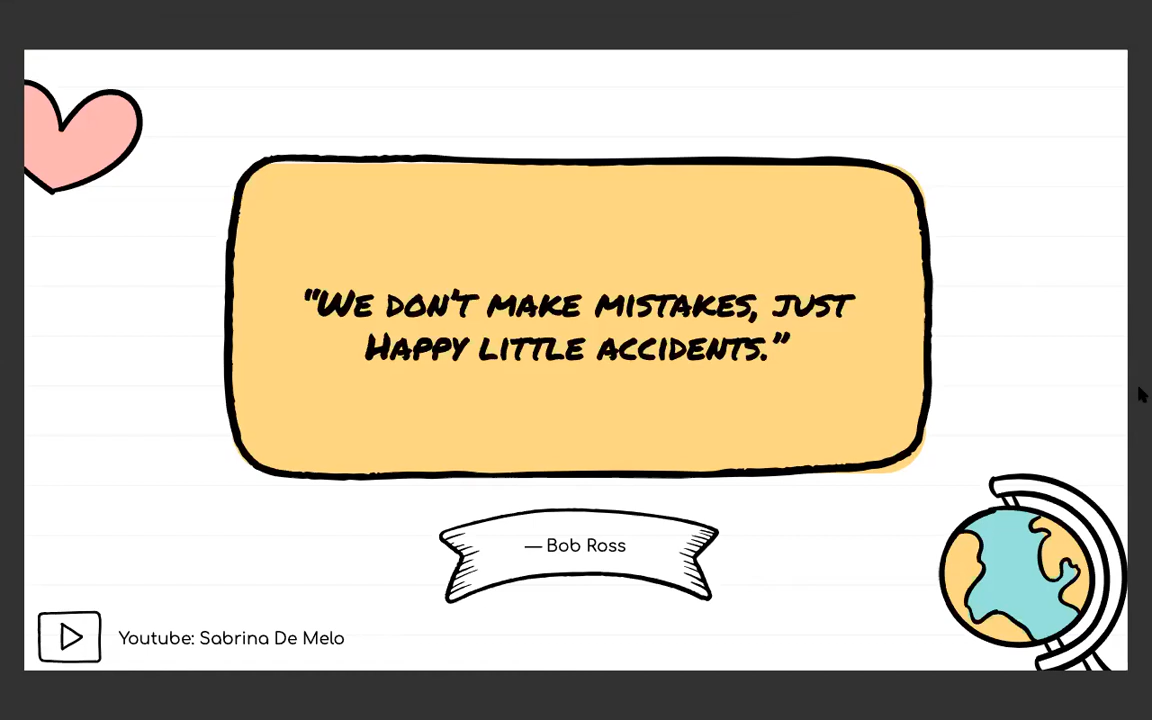 “We don't make mistakes, just
Happy little accidents.”
— Bob Ross
Youtube: Sabrina De Melo